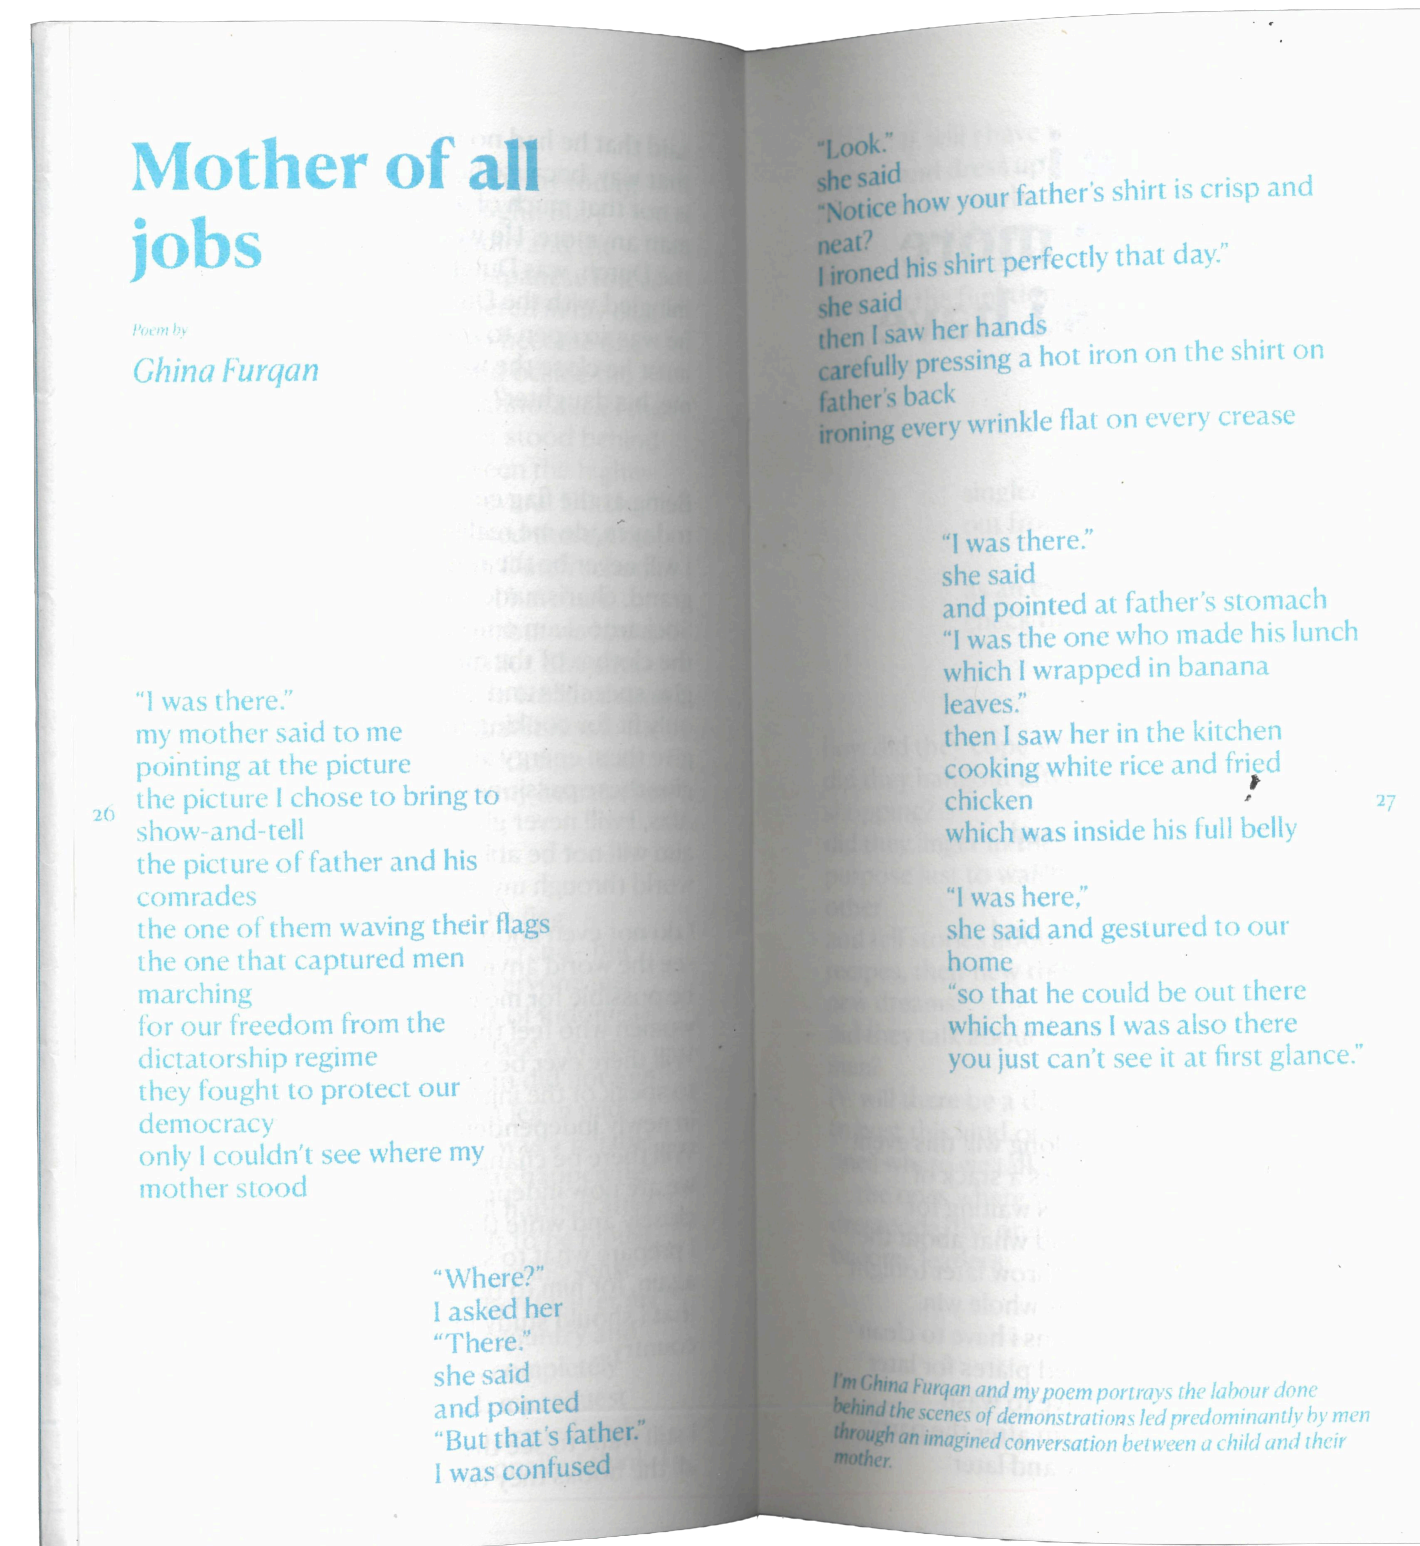 Mother of all
jobs
Poem by
Ghina Furqan
"I was there."
my mother said to me
pointing at the picture
the picture I chose to bring to
show-and-tell
the picture of father and his
comrades
the one of them waving their flags
the one that captured men
marching
for our freedom from the
dictatorship regime
they fought to protect our
democracy
only I couldn't see where my
mother stood
"Where?"
I asked her
"There."
she said
and pointed
"But that's father."
I was confused
26
"Look."
she said
"Notice how your father's shirt is crisp and
neat?
I ironed his shirt perfectly that day."
she said
then I saw her hands
carefully pressing a hot iron on the shirt on
father's back
ironing every wrinkle flat on every crease
"I was there."
she said
and pointed at father's stomach
"I was the one who made his lunch
which I wrapped in banana
leaves."
then I saw her in the kitchen
cooking white rice and fried
chicken
which was inside his full belly
"I was here,"
she said and gestured to our
home
"so that he could be out there
which means I was also there
you just can't see it at first glance."
27
I'm Ghina Furqan and my poem portrays the labour done
behind the scenes of demonstrations led predominantly by men
through an imagined conversation between a child and their
mother.